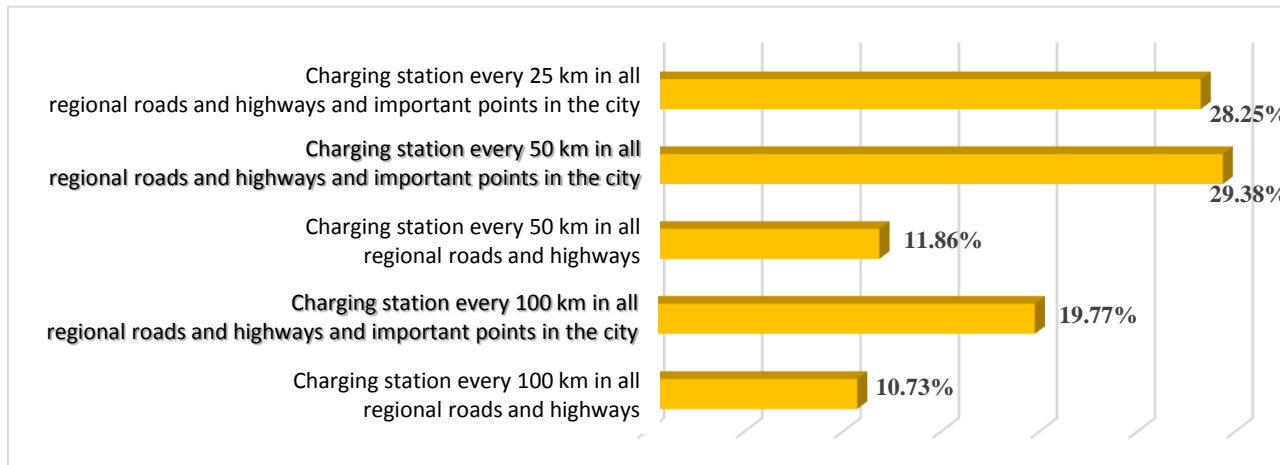 Charging station every 25 km in all
regional roads and highways and important points in the city
28.25%
Charging station every 50 km in all
regional roads and highways and important points in the city
29.38%
Charging station every 50 km in all
regional roads and highways
11.86%
Charging station every 100 km in all
regional roads and highways and important points in the city
19.77%
Charging station every 100 km in all
regional roads and highways
10.73%